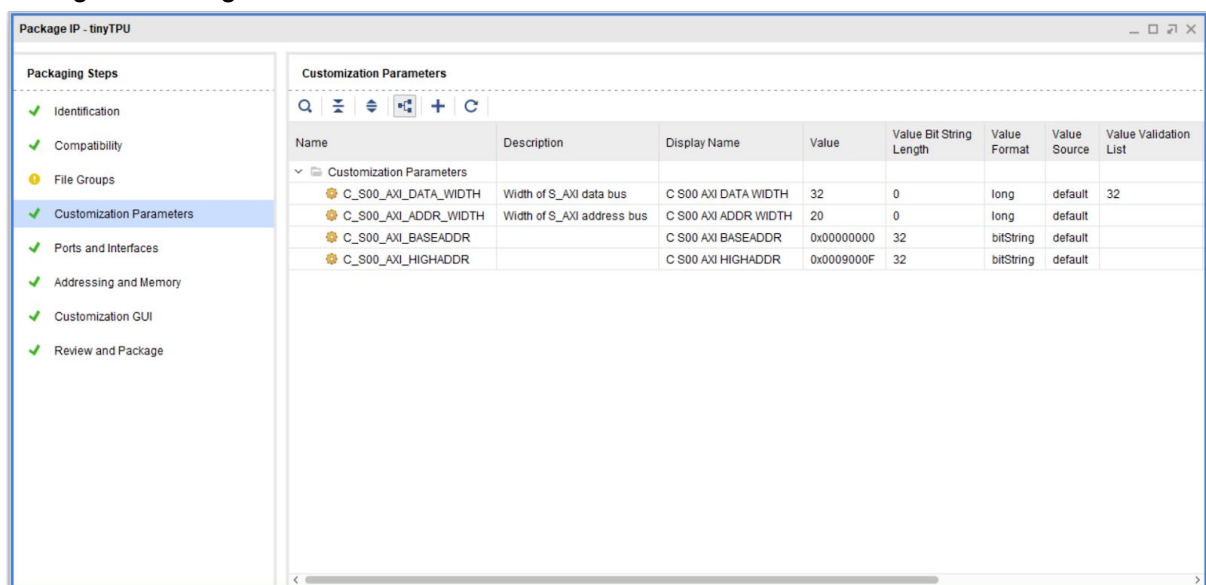 Package IP - tinyTPU
Packaging Steps
Identification
Compatibility
File Groups
Customization Parameters
Ports and Interfaces
Addressing and Memory
Customization GUI
Review and Package
Customization Parameters
Name Description Display Name Value Value Bit String Length Value Format Value Source Value Validation List
Customization Parameters
C_S00_AXI_DATA_WIDTH Width of S_AXI data bus C S00 AXI DATA WIDTH 32 0 long default 32
C_S00_AXI_ADDR_WIDTH Width of S_AXI address bus C S00 AXI ADDR WIDTH 20 0 long default
C_S00_AXI_BASEADDR C S00 AXI BASEADDR 0x00000000 32 bitString default
C_S00_AXI_HIGHADDR C S00 AXI HIGHADDR 0x0009000F 32 bitString default